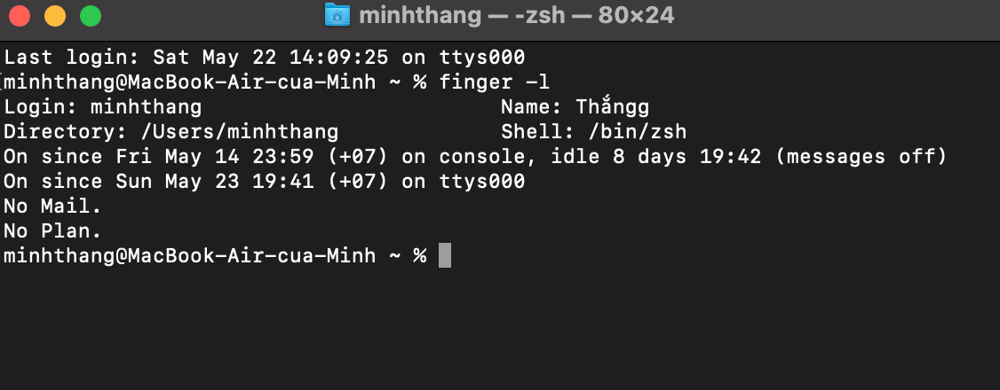 minhthang — -zsh — 80×24
Last login: Sat May 22 14:09:25 on ttys000
[minhthang@MacBook-Air-cua-Minh ~ % finger -l
Login: minhthang Name: Thắngg
Directory: /Users/minhthang Shell: /bin/zsh
On since Fri May 14 23:59 (+07) on console, idle 8 days 19:42 (messages off)
On since Sun May 23 19:41 (+07) on ttys000
No Mail.
No Plan.
minhthang@MacBook-Air-cua-Minh ~ %